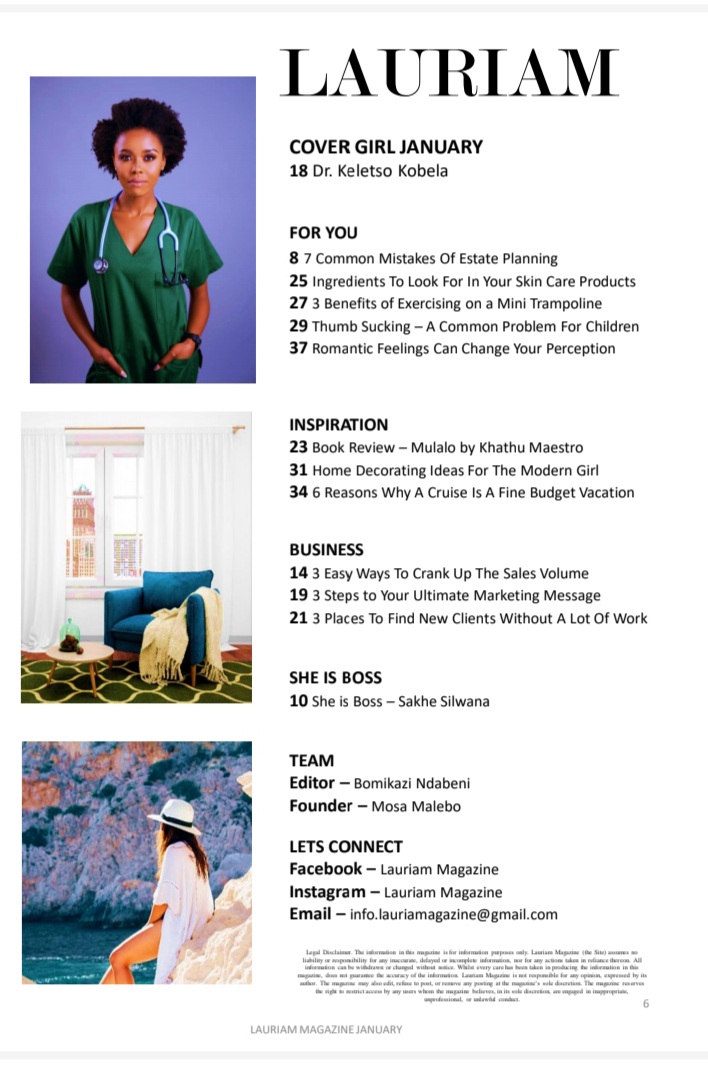 LAURIAM
COVER GIRL JANUARY
18 Dr. Keletso Kobela
FOR YOU
8 7 Common Mistakes Of Estate Planning
25 Ingredients To Look For In Your Skin Care Products
27 3 Benefits of Exercising on a Mini Trampoline
29 Thumb Sucking – A Common Problem For Children
37 Romantic Feelings Can Change Your Perception
INSPIRATION
23 Book Review – Mulalo by Khathu Maestro
31 Home Decorating Ideas For The Modern Girl
34 6 Reasons Why A Cruise Is A Fine Budget Vacation
BUSINESS
14 3 Easy Ways To Crank Up The Sales Volume
19 3 Steps to Your Ultimate Marketing Message
21 3 Places To Find New Clients Without A Lot Of Work
SHE IS BOSS
10 She is Boss – Sakhe Silwana
TEAM
Editor – Bomikazi Ndabeni
Founder – Mosa Malebo
LETS CONNECT
Facebook – Lauriam Magazine
Instagram – Lauriam Magazine
Email – info.lauriamagazine@gmail.com
Legal Disclaimer. The information in this magazine is for information purposes only. Lauriam Magazine (the Site) assumes no
liability or responsibility for any inaccurate, delayed or incomplete information, nor for any actions taken in reliance thereon. All
information can be withdrawn or changed without notice. Whilst every care has been taken in producing the information in this
magazine, does not guarantee the accuracy of the information. Lauriam Magazine is not responsible for any opinion, expressed by its
author. The magazine may also edit, refuse to post, or remove any posting at the magazine's sole discretion. The magazine reserves
the right to restrict access by any users whom the magazine believes, in its sole discretion, are engaged in inappropriate,
unprofessional, or unlawful conduct.
6
LAURIAM MAGAZINE JANUARY